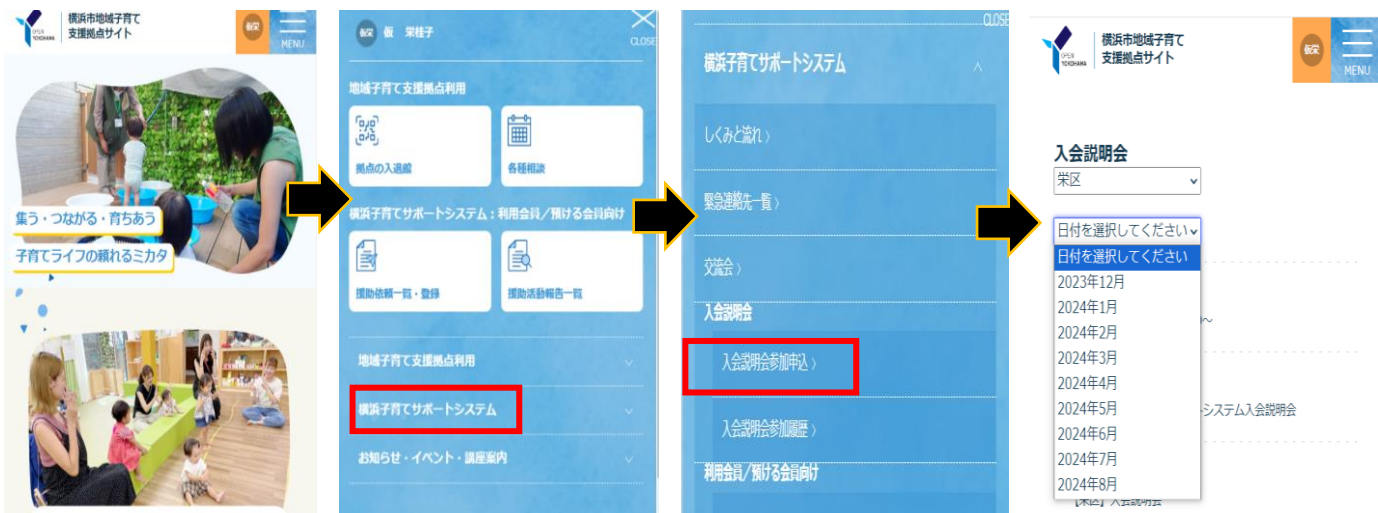 OPEN
YOKOHAMA
横浜市地域子育て
支援拠点サイト
仮栄
MENU
集う・つながる・育ちあう
子育てライフの頼れるミカタ
仮栄
仮 栄桂子
CLOSE
地域子育て支援拠点利用
拠点の入退館
各種相談
横浜子育てサポートシステム：利用会員／預ける会員向け
援助依頼一覧・登録
援助活動報告一覧
地域子育て支援拠点利用
横浜子育てサポートシステム
お知らせ・イベント・講座案内
CLOSE
横浜子育てサポートシステム
しくみと流れ〉
緊急連絡先一覧〉
交流会〉
入会説明会
入会説明会参加申込〉
入会説明会参加履歴〉
利用会員／預ける会員向け
OPEN
YOKOHAMA
横浜市地域子育て
支援拠点サイト
仮栄
MENU
入会説明会
栄区
日付を選択してください
日付を選択してください
2023年12月
2024年1月
2024年2月
～
2024年3月
2024年4月
2024年5月
システム入会説明会
2024年6月
2024年7月
2024年8月
【栄区】入会説明会